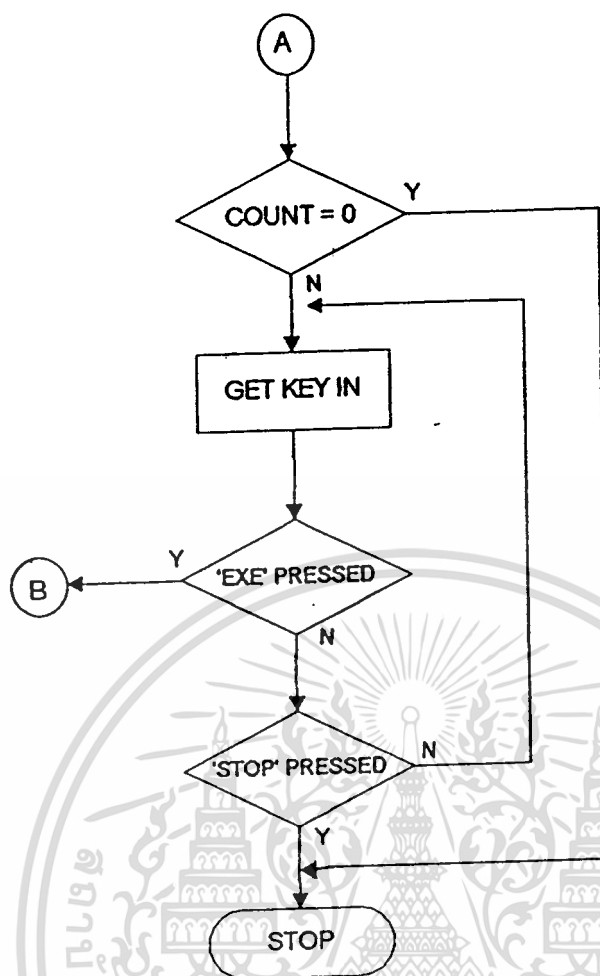 A
COUNT = 0
Y
N
GET KEY IN
'EXE' PRESSED
Y
B
N
'STOP' PRESSED
N
Y
STOP